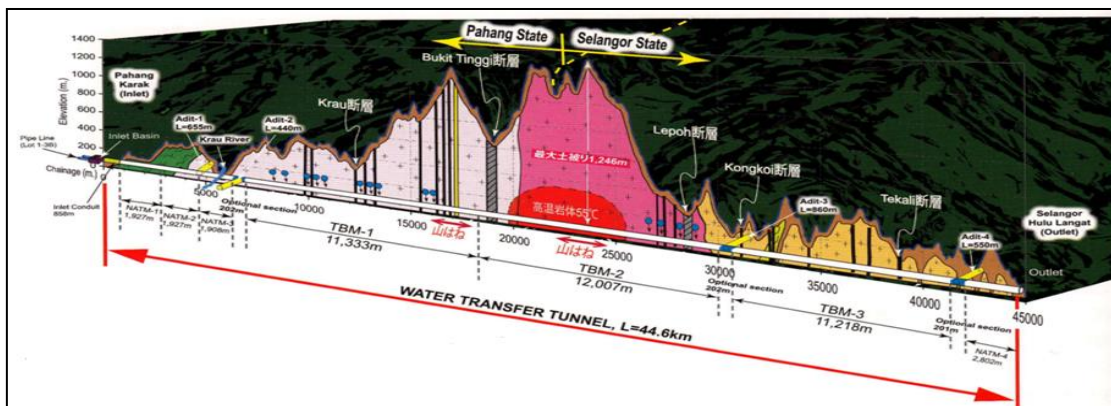 Pahang State
Selangor State
Bukit Tinggi断層
1400
1200
1000
800
600
400
200
0
Elevation (m.)
Pahang
Karak
(Inlet)
Inlet Basin
Pipe Line
(Lot 1-3B)
Chainage (m.)
Inlet Conduit
858m
Adit-1
L=655m
Krau River
Adit-2
L=440m
Krau断層
最大土被り1,246m
高温岩体55℃
Lepoh断層
Kongkoi断層
Adit-3
L=860m
Tekali断層
Adit-4
L=550m
Selangor
Hulu Langat
(Outlet)
Outlet
0
5000
10000
15000
20000
25000
30000
35000
40000
45000
NATM-1
1,927m
NATM-2
1,927m
NATM-3
1,908m
Optional section
202m
TBM-1
11,333m
山はね
TBM-2
12,007m
山はね
Optional section
202m
TBM-3
11,218m
Optional section
201m
NATM-4
2,802m
WATER TRANSFER TUNNEL, L=44.6km